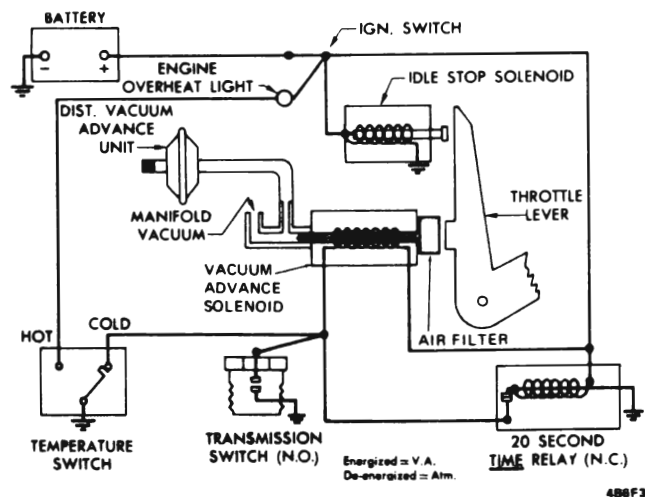 BATTERY
IGN. SWITCH
- +
ENGINE
OVERHEAT LIGHT
IDLE STOP SOLENOID
DIST. VACUUM
ADVANCE
UNIT
THROTTLE
LEVER
MANIFOLD
VACUUM
VACUUM
ADVANCE
SOLENOID
AIR FILTER
HOT
COLD
TEMPERATURE
SWITCH
TRANSMISSION
SWITCH (N.O.)
Energized = V.A.
De-energized = Atm.
20 SECOND
TIME RELAY (N.C.)
486F3